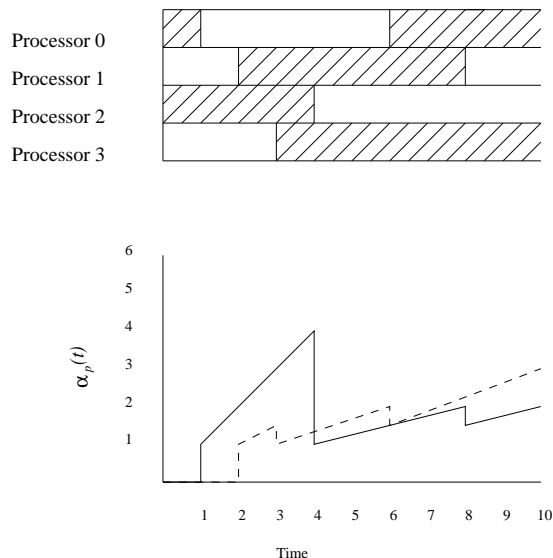 Processor 0
Processor 1
Processor 2
Processor 3
6
5
4
3
2
1
α_p(t)
1 2 3 4 5 6 7 8 9 10
Time